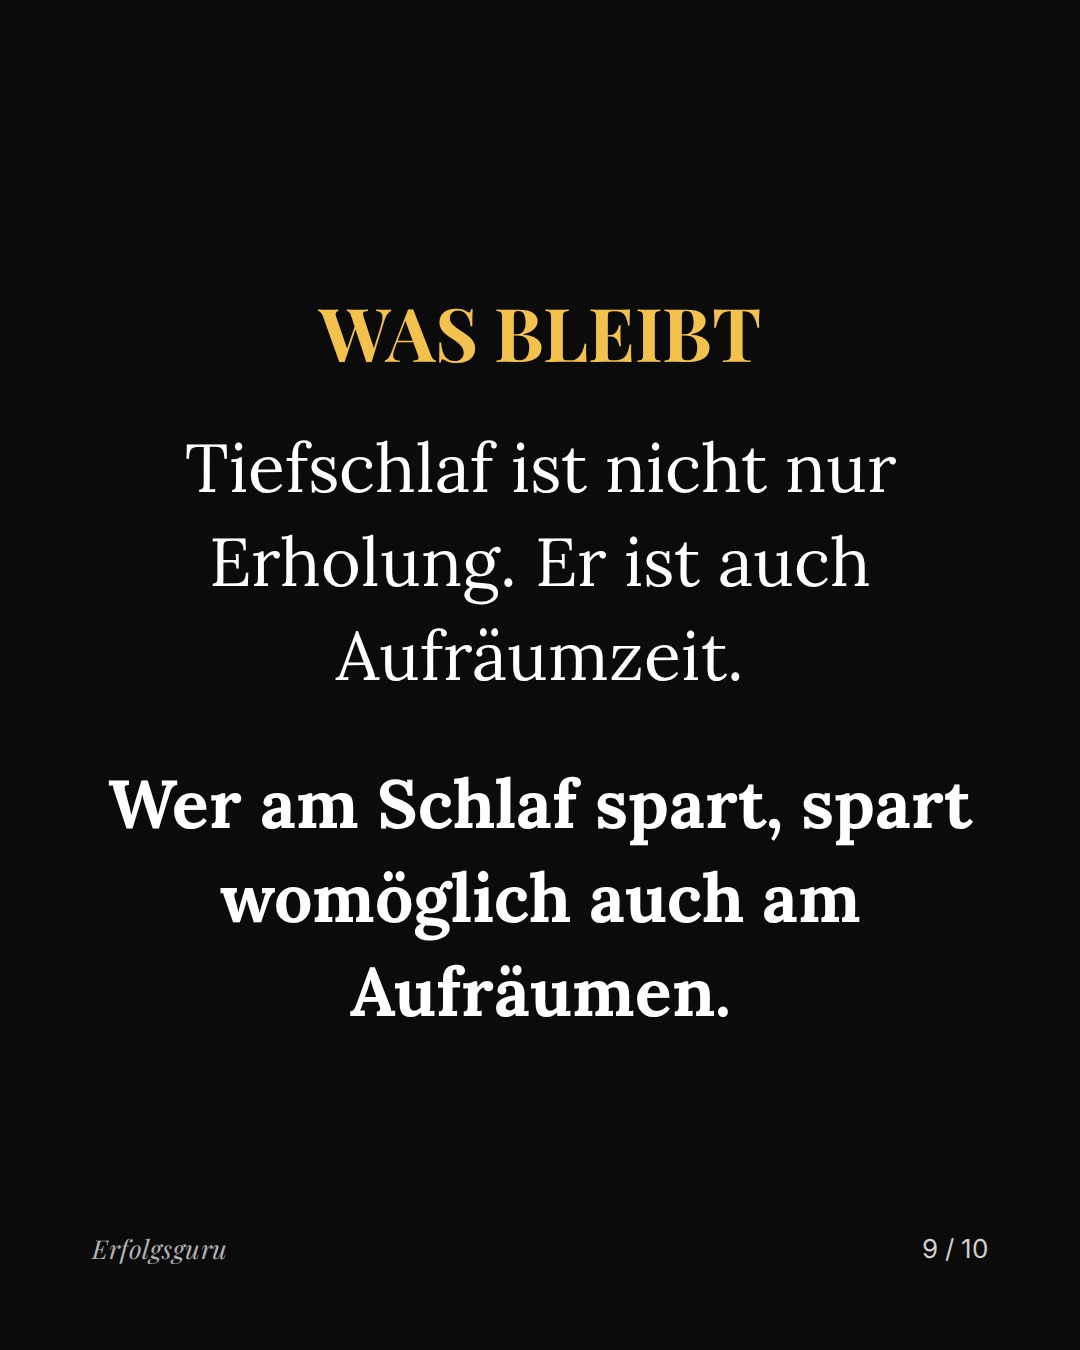 WAS BLEIBT
Tiefschlaf ist nicht nur
Erholung. Er ist auch
Aufräumzeit.
Wer am Schlaf spart, spart
womöglich auch am
Aufräumen.
Erfolgsguru
9 / 10